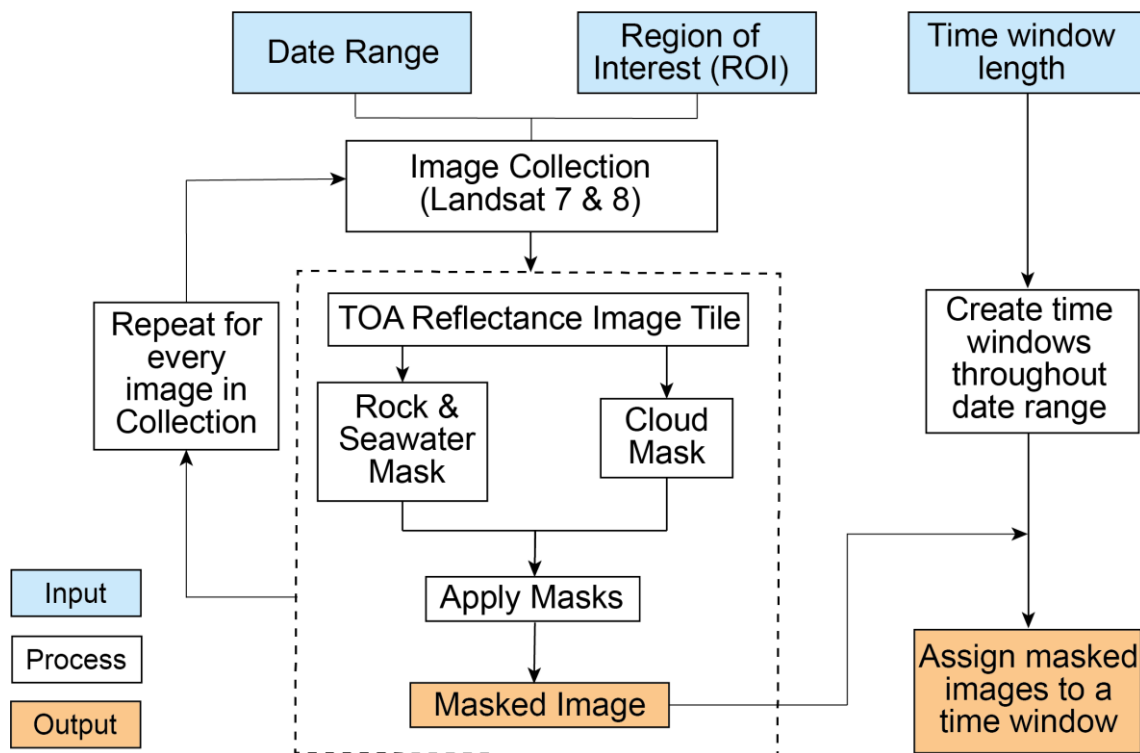 Date Range
Region of
Interest (ROI)
Time window
length
Image Collection
(Landsat 7 & 8)
TOA Reflectance Image Tile
Repeat for
every
image in
Collection
Rock &
Seawater
Mask
Cloud
Mask
Create time
windows
throughout
date range
Apply Masks
Masked Image
Assign masked
images to a
time window
Input
Process
Output